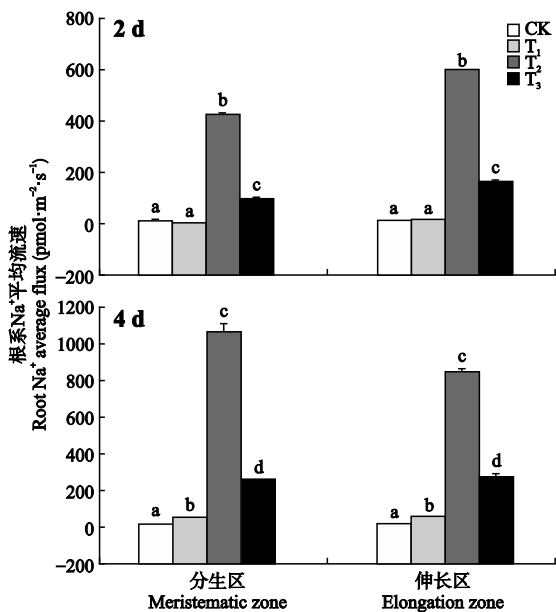 800
2 d
CK
T1
T2
T3
600
400
200
0
-200
a
a
b
c
a
a
b
c
根系Na+平均流速
Root Na+ average flux (pmol·m-2·s-1)
1200
4 d
1000
800
600
400
200
0
-200
a
b
c
d
a
b
c
d
分生区
伸长区
Meristematic zone
Elongation zone